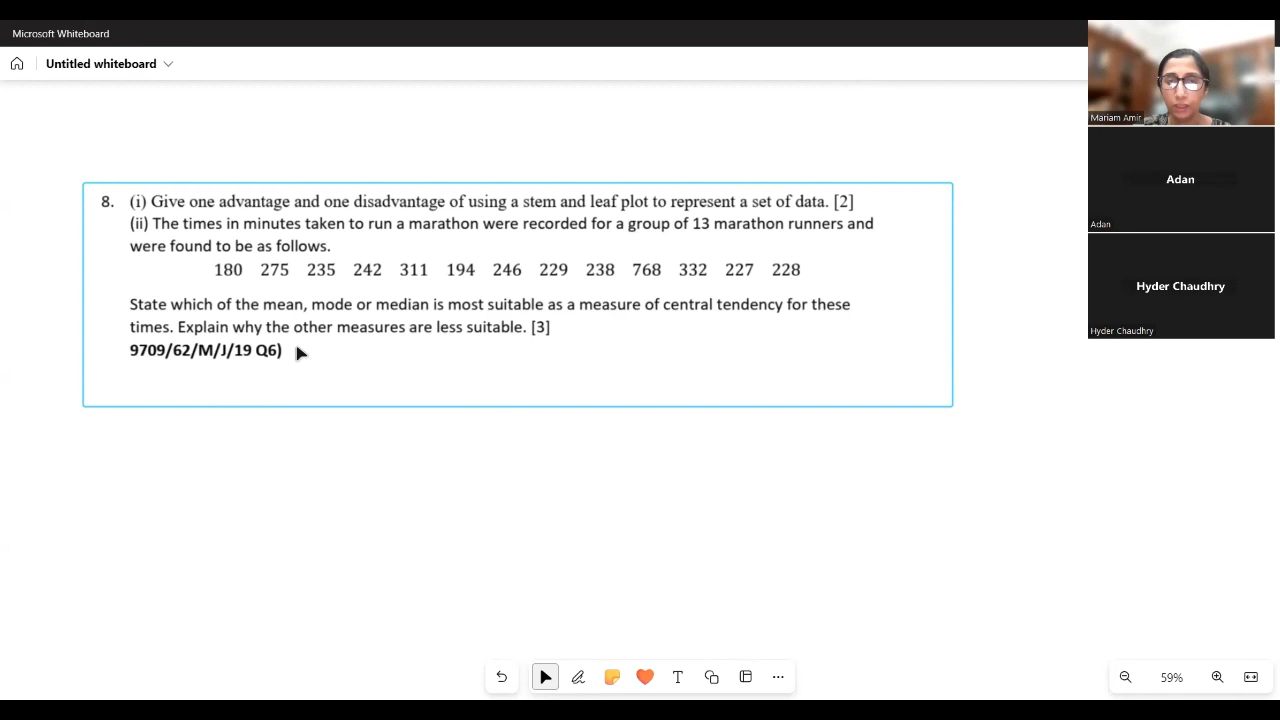 Microsoft Whiteboard
Untitled whiteboard
8. (i) Give one advantage and one disadvantage of using a stem and leaf plot to represent a set of data. [2]
(ii) The times in minutes taken to run a marathon were recorded for a group of 13 marathon runners and
were found to be as follows.
180 275 235 242 311 194 246 229 238 768 332 227 228
State which of the mean, mode or median is most suitable as a measure of central tendency for these
times. Explain why the other measures are less suitable. [3]
9709/62/M/J/19 Q6)
Mariam Amir
Adan
Adan
Hyder Chaudhry
Hyder Chaudhry
T
59%